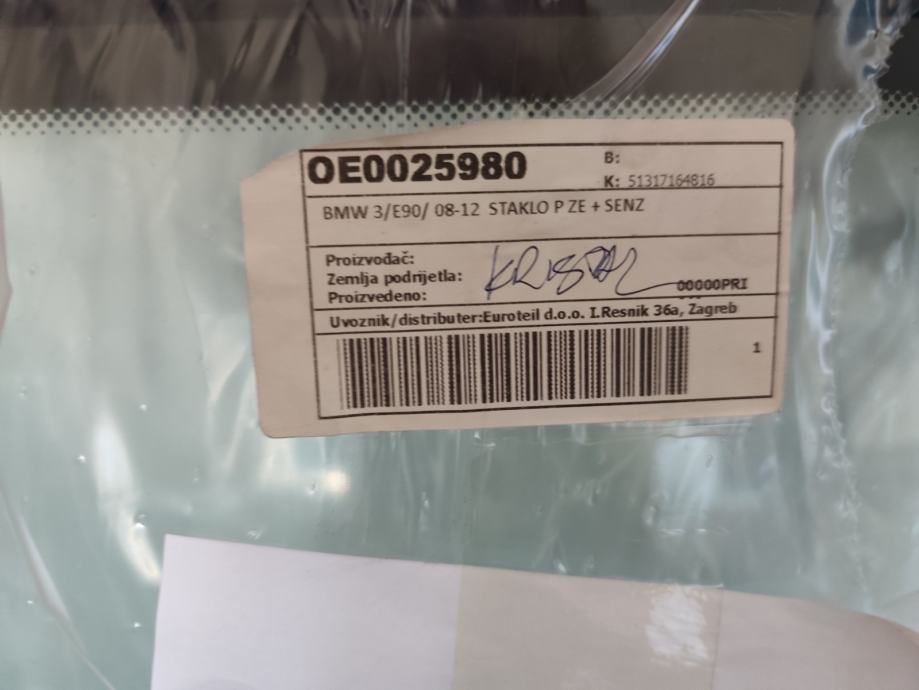 OE0025980
B:
K: 51317164816
BMW 3/E90/ 08-12 STAKLO P ZE + SENZ
Proizvođač:
Zemlja podrijetla:
Proizvedeno:
KRISTAL
00000PRI
Uvoznik/distributer:Euroteil d.o.o. I.Resnik 36a, Zagreb
1